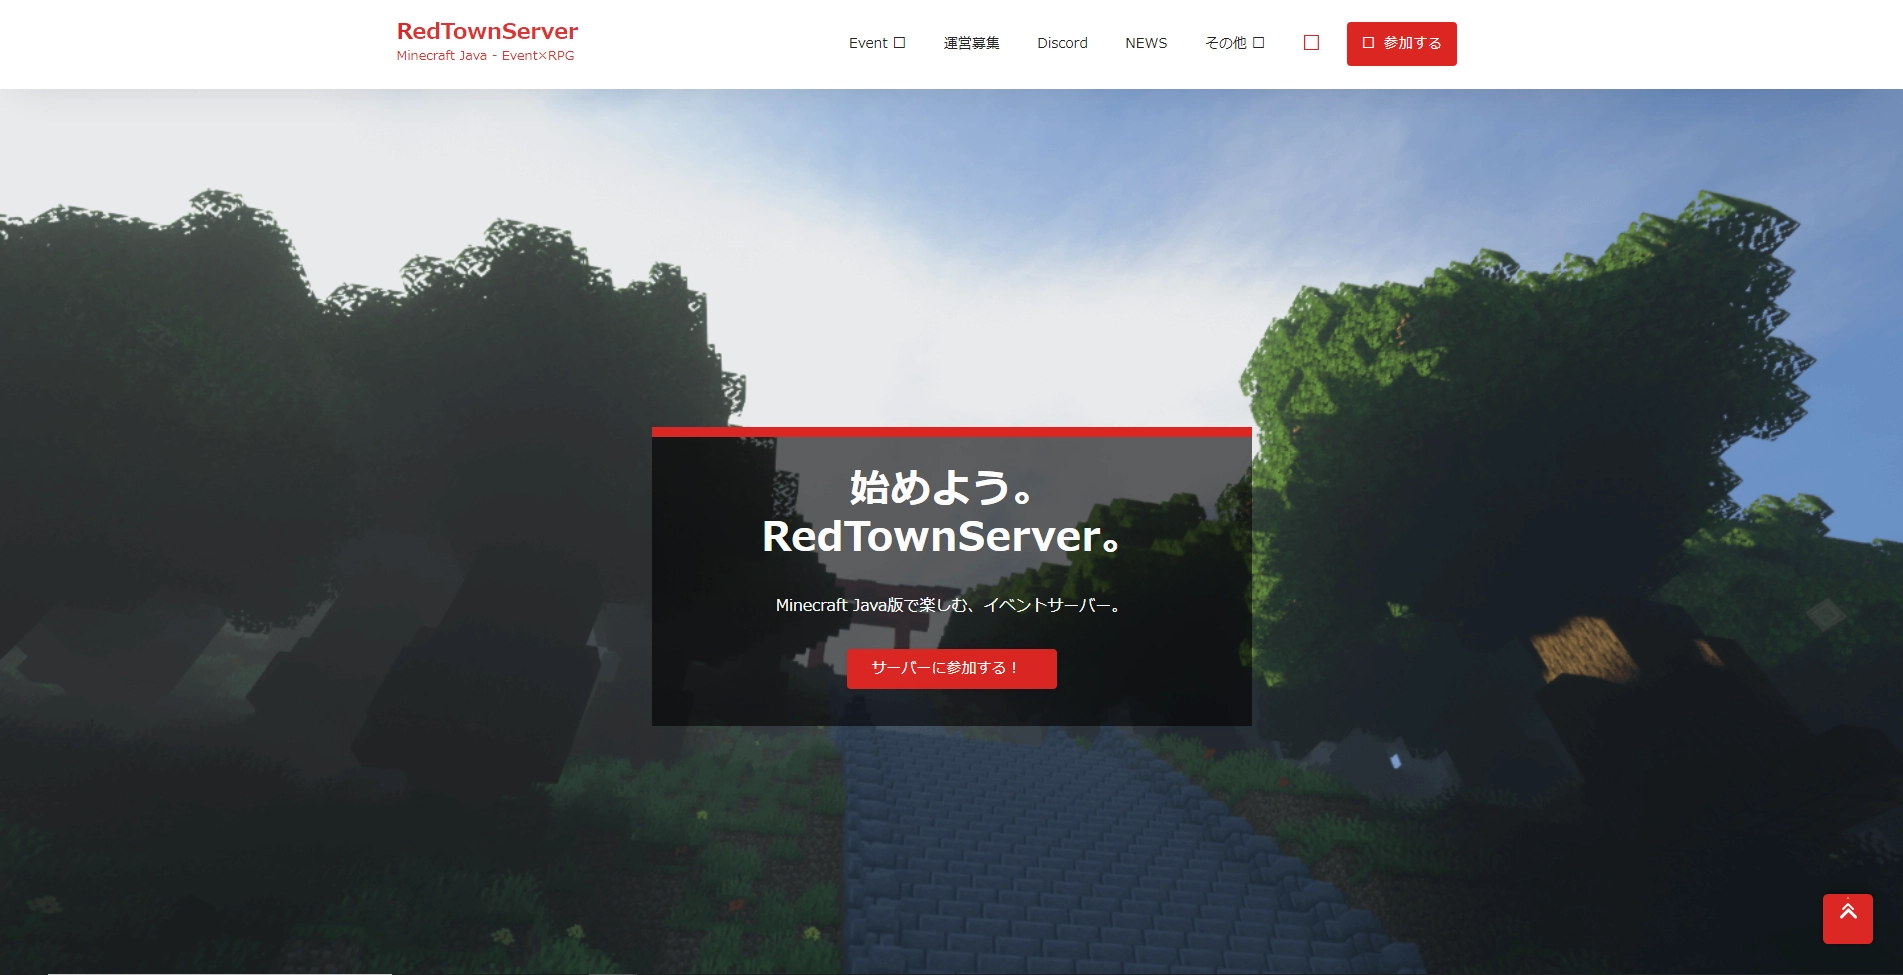 RedTownServer
Minecraft Java - Event×RPG
Event
運営募集
Discord
NEWS
その他
参加する
始めよう。
RedTownServer。
Minecraft Java版で楽しむ、イベントサーバー。
サーバーに参加する！